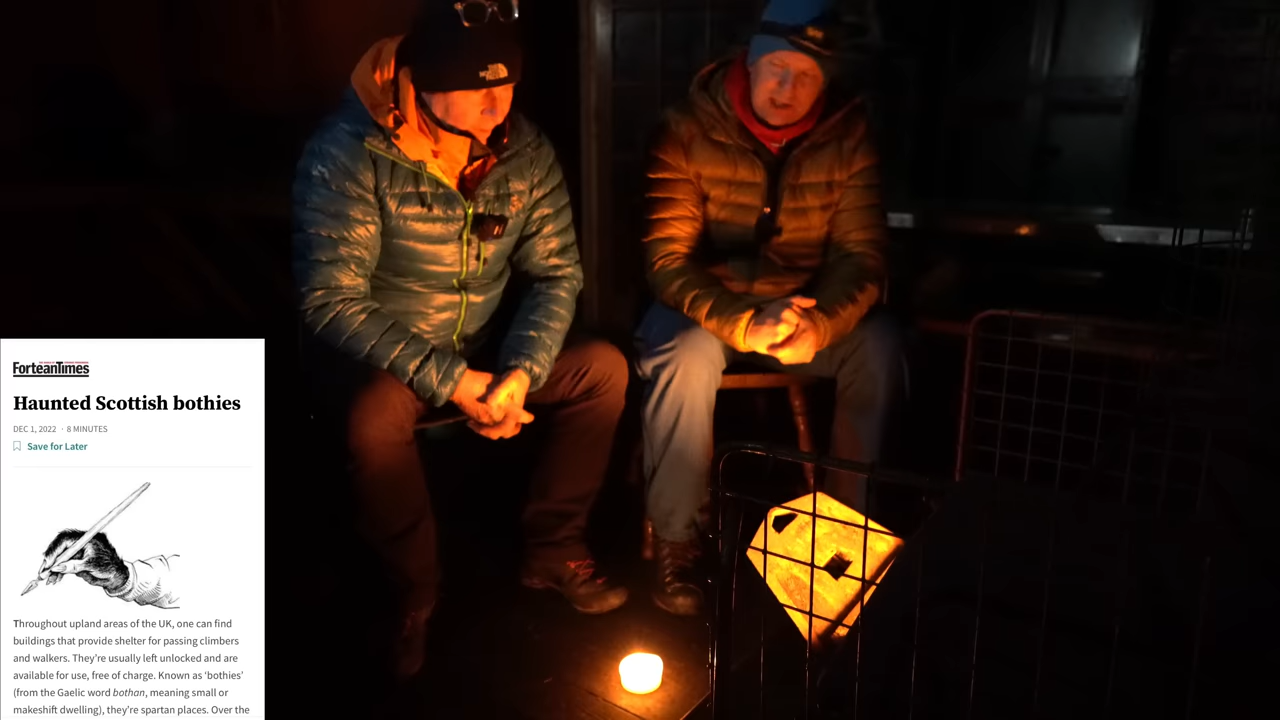 THE NORTH FACE
ForteanTimes
Haunted Scottish bothies
DEC 1, 2022 · 8 MINUTES
Save for Later
Throughout upland areas of the UK, one can find
buildings that provide shelter for passing climbers
and walkers. They're usually left unlocked and are
available for use, free of charge. Known as 'bothies'
(from the Gaelic word bothan, meaning small or
makeshift dwelling), they're spartan places. Over the